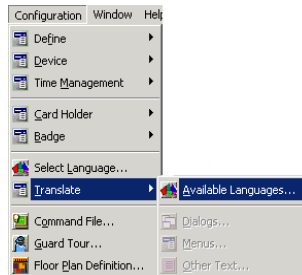 Configuration Window Help
Define
Device
Time Management
Card Holder
Badge
Select Language...
Translate
Available Languages...
Command File...
Dialogs...
Guard Tour...
Menus...
Floor Plan Definition...
Other Text...